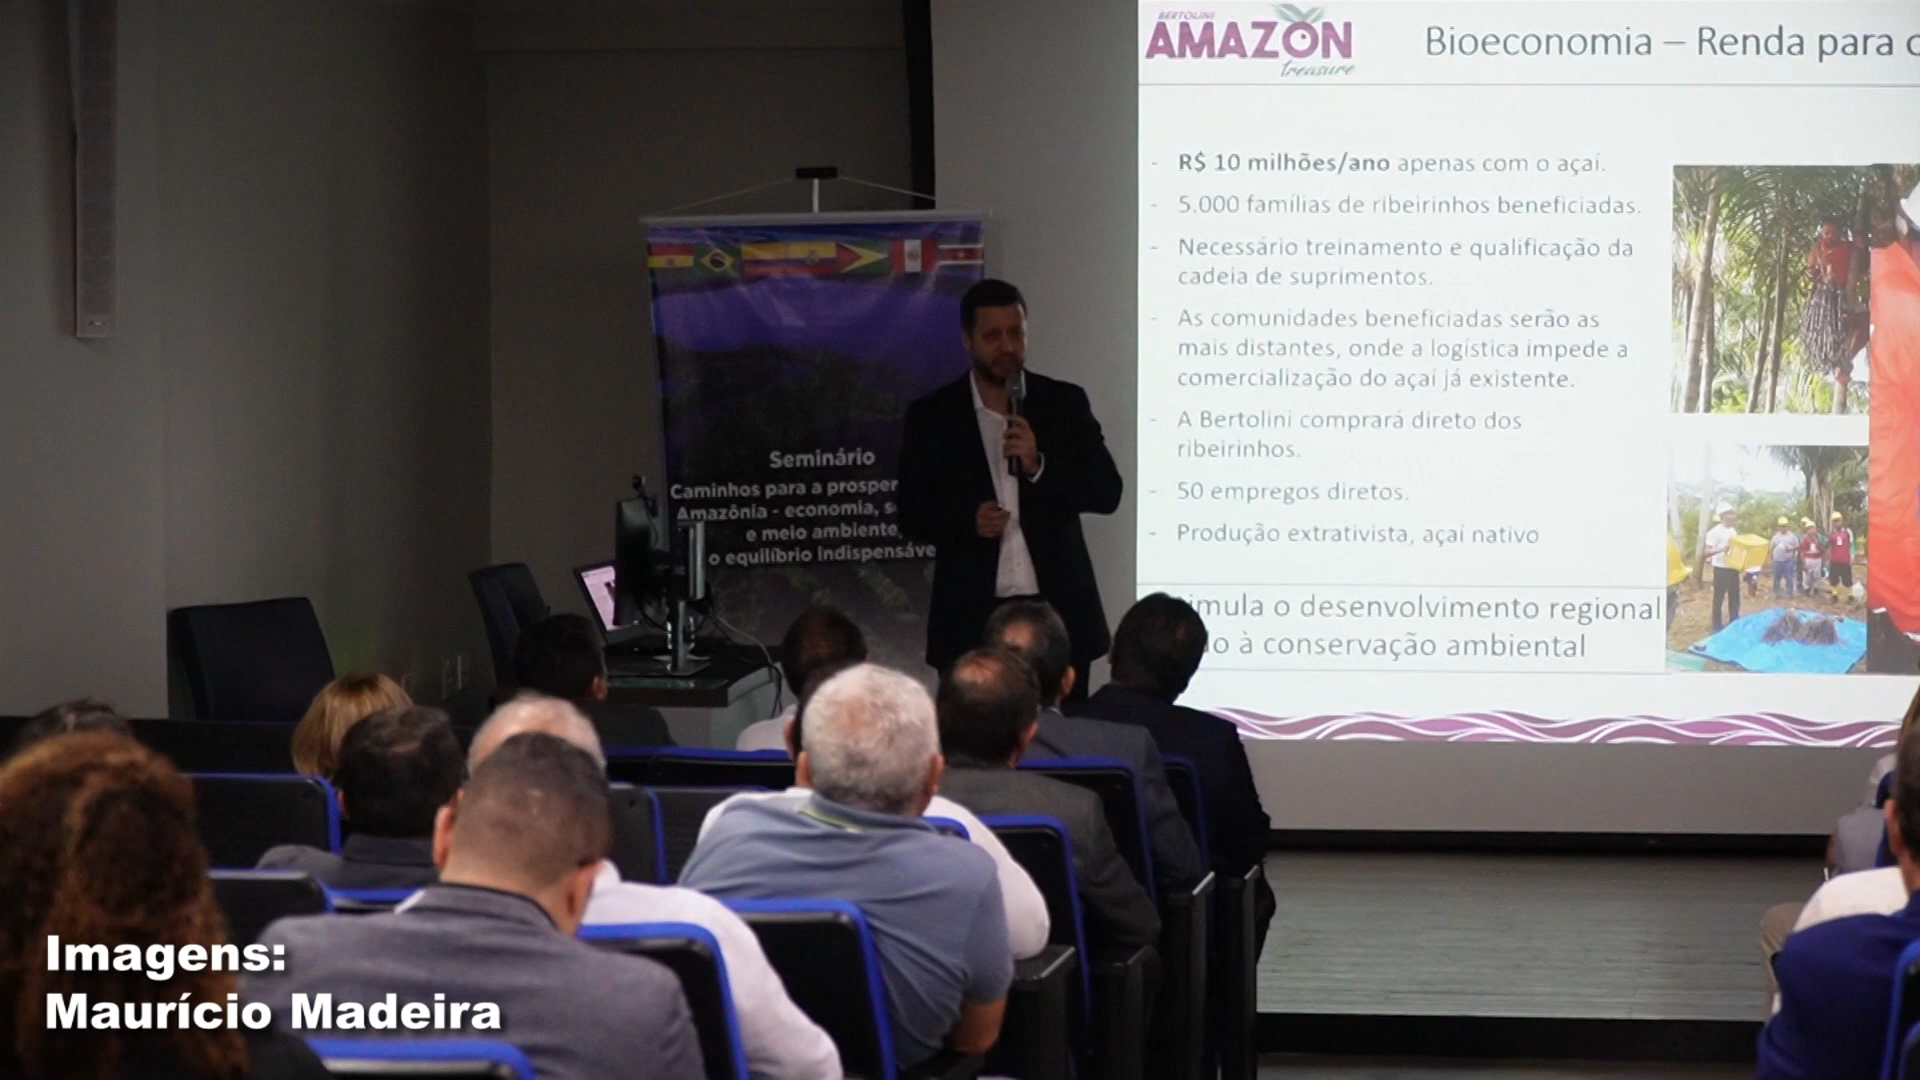 BERTOLINI
AMAZON
treasure
Bioeconomia – Renda para
- R$ 10 milhões/ano apenas com o açaí.
- 5.000 famílias de ribeirinhos beneficiadas.
- Necessário treinamento e qualificação da
cadeia de suprimentos.
- As comunidades beneficiadas serão as
mais distantes, onde a logística impede a
comercialização do açaí já existente.
- A Bertolini comprará direto dos
ribeirinhos.
- 50 empregos diretos.
- Produção extrativista, açaí nativo
imula o desenvolvimento regional
o à conservação ambiental
Seminário
Caminhos para a prosper
Amazônia - economia, s
e meio ambiente,
o equilíbrio indispensáve
Imagens:
Maurício Madeira